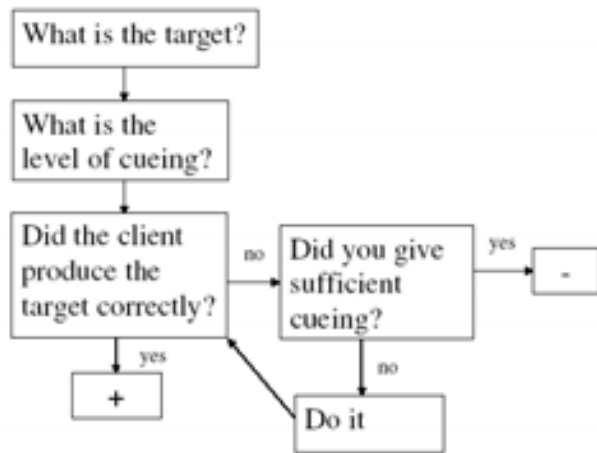 What is the target?
What is the
level of cueing?
Did the client
produce the
target correctly?
no
Did you give
sufficient
cueing?
yes
-
yes
+
no
Do it